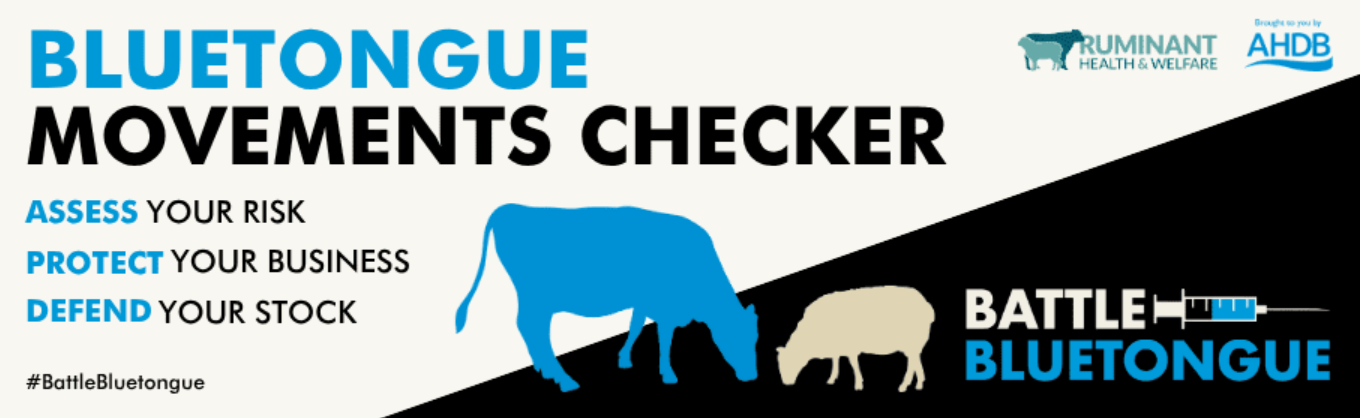 BLUETONGUE
MOVEMENTS CHECKER
RUMINANT
HEALTH & WELFARE
Brought to you by
AHDB
ASSESS YOUR RISK
PROTECT YOUR BUSINESS
DEFEND YOUR STOCK
#BattleBluetongue
BATTLE
BLUETONGUE